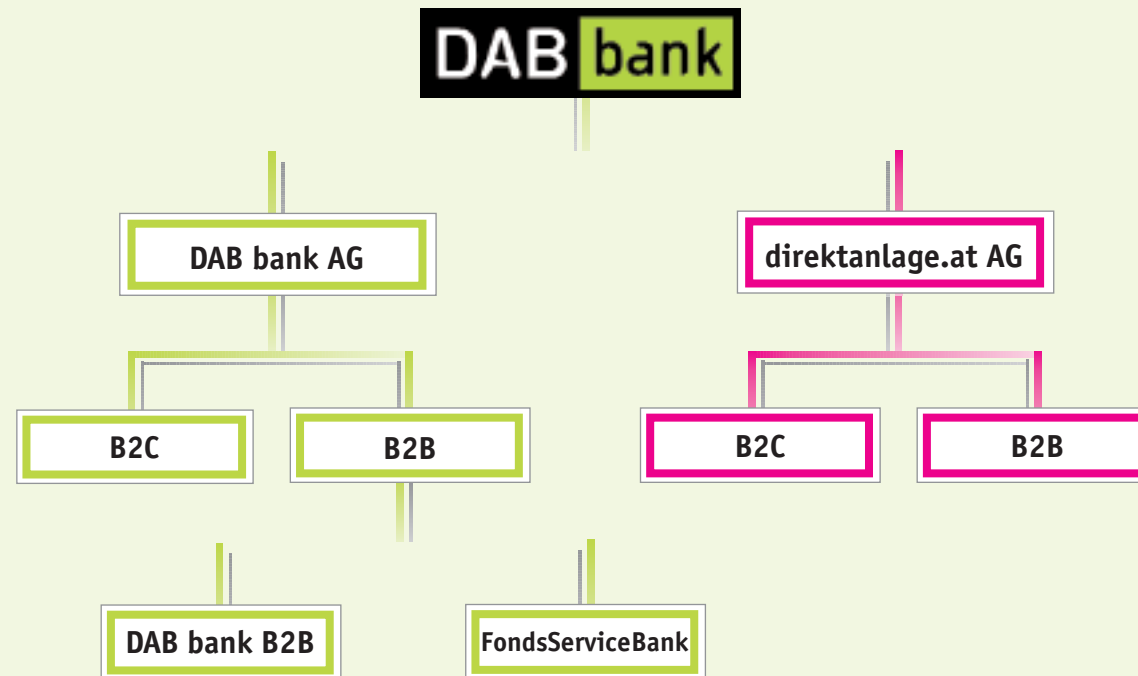 DAB bank
DAB bank AG
direktanlage.at AG
B2C
B2B
B2C
B2B
DAB bank B2B
FondsServiceBank